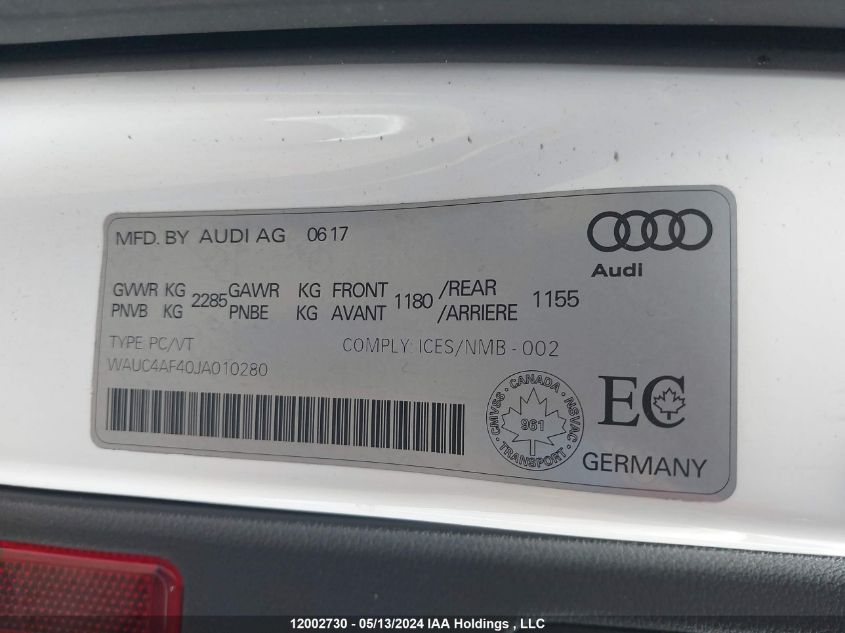 MFD. BY AUDI AG 0617
Audi
GVWR KG 2285 GAWR KG FRONT 1180 /REAR 1155
PNVB KG PNBE KG AVANT /ARRIERE
TYPE: PC/VT COMPLY: ICES/NMB-002
WAUC4AF40JA010280
CANADA
CMVSS
NSVAC
961
TRANSPORT
EC
GERMANY
12002730 - 05/13/2024 IAA Holdings , LLC